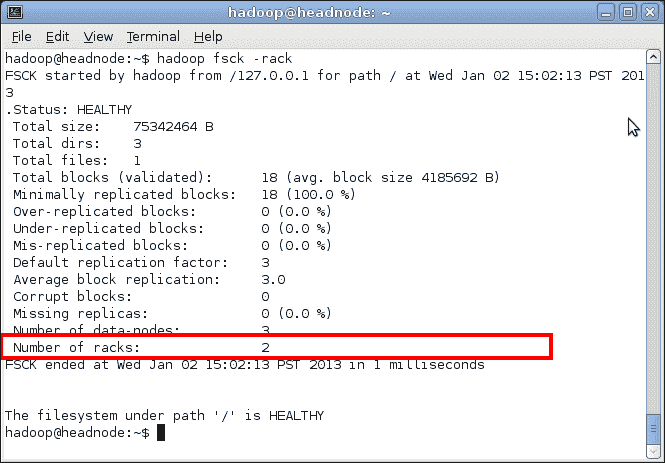 hadoop@headnode: ~
File Edit View Terminal Help
hadoop@headnode:~$ hadoop fsck -rack
FSCK started by hadoop from /127.0.0.1 for path / at Wed Jan 02 15:02:13 PST 201
3
.Status: HEALTHY
Total size: 75342464 B
Total dirs: 3
Total files: 1
Total blocks (validated): 18 (avg. block size 4185692 B)
Minimally replicated blocks: 18 (100.0 %)
Over-replicated blocks: 0 (0.0 %)
Under-replicated blocks: 0 (0.0 %)
Mis-replicated blocks: 0 (0.0 %)
Default replication factor: 3
Average block replication: 3.0
Corrupt blocks: 0
Missing replicas: 0 (0.0 %)
Number of data-nodes: 3
Number of racks: 2
FSCK ended at Wed Jan 02 15:02:13 PST 2013 in 1 milliseconds
The filesystem under path '/' is HEALTHY
hadoop@headnode:~$